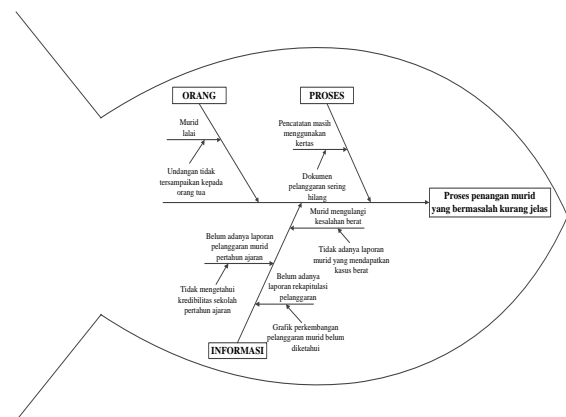 ORANG
PROSES
Murid
lalai
Undangan tidak
tersampaikan kepada
orang tua
Pencatatan masih
menggunakan
kertas
Dokumen
pelanggaran sering
hilang
Proses penangan murid
yang bermasalah kurang jelas
Murid mengulangi
kesalahan berat
Tidak adanya laporan
murid yang mendapatkan
kasus berat
Belum adanya laporan
pelanggaran murid
pertahun ajaran
Tidak mengetahui
kredibilitas sekolah
pertahun ajaran
Belum adanya
laporan rekapitulasi
pelanggaran
Grafik perkembangan
pelanggaran murid belum
diketahui
INFORMASI